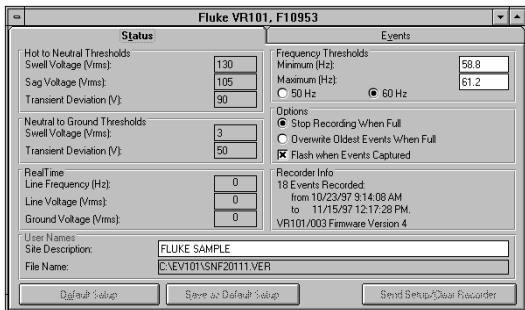 Fluke VR101, F10953
Status
Events
Hot to Neutral Thresholds
Swell Voltage (Vrms): 130
Sag Voltage (Vrms): 105
Transient Deviation (V): 90
Neutral to Ground Thresholds
Swell Voltage (Vrms): 3
Transient Deviation (V): 50
RealTime
Line Frequency (Hz): 0
Line Voltage (Vrms): 0
Ground Voltage (Vrms): 0
Frequency Thresholds
Minimum (Hz): 58.8
Maximum (Hz): 61.2
50 Hz 60 Hz
Options
Stop Recording When Full
Overwrite Oldest Events When Full
Flash when Events Captured
Recorder Info
18 Events Recorded:
from 10/23/97 9:14:08 AM
to 11/15/97 12:17:28 PM.
VR101/003 Firmware Version 4
User Names
Site Description: FLUKE SAMPLE
File Name: C:\EV101\SNF20111.VER
Default Setup
Save as Default Setup
Send Setup/Clear Recorder